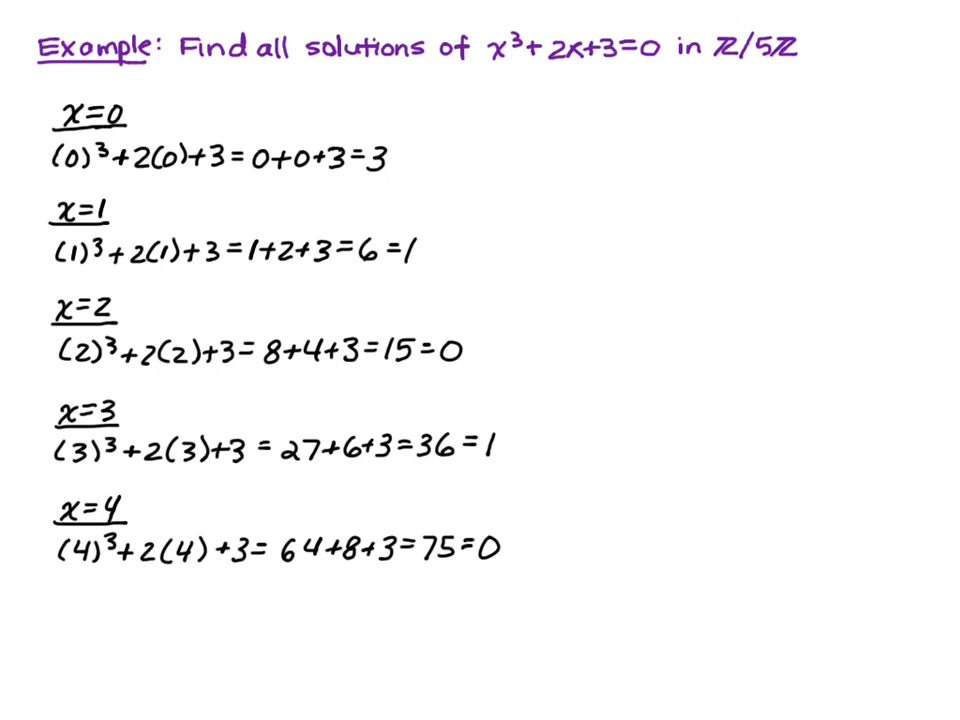 Example: Find all solutions of x³+2x+3=0 in ℤ/5ℤ
x=0
(0)³+2(0)+3=0+0+3=3
x=1
(1)³+2(1)+3=1+2+3=6=1
x=2
(2)³+2(2)+3=8+4+3=15=0
x=3
(3)³+2(3)+3=27+6+3=36=1
x=4
(4)³+2(4)+3=64+8+3=75=0